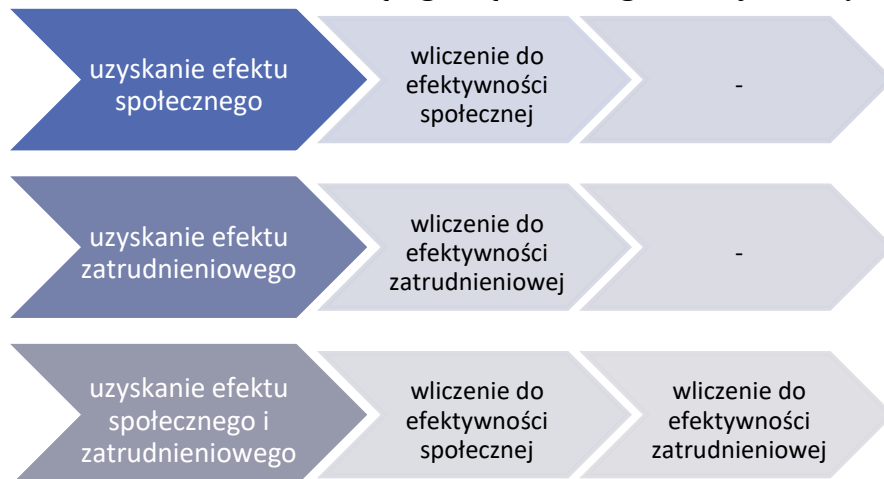 uzyskanie efektu
społecznego
wliczenie do
efektywności
społecznej
-
uzyskanie efektu
zatrudnieniowego
wliczenie do
efektywności
zatrudnieniowej
-
uzyskanie efektu
społecznego i
zatrudnieniowego
wliczenie do
efektywności
społecznej
wliczenie do
efektywności
zatrudnieniowej